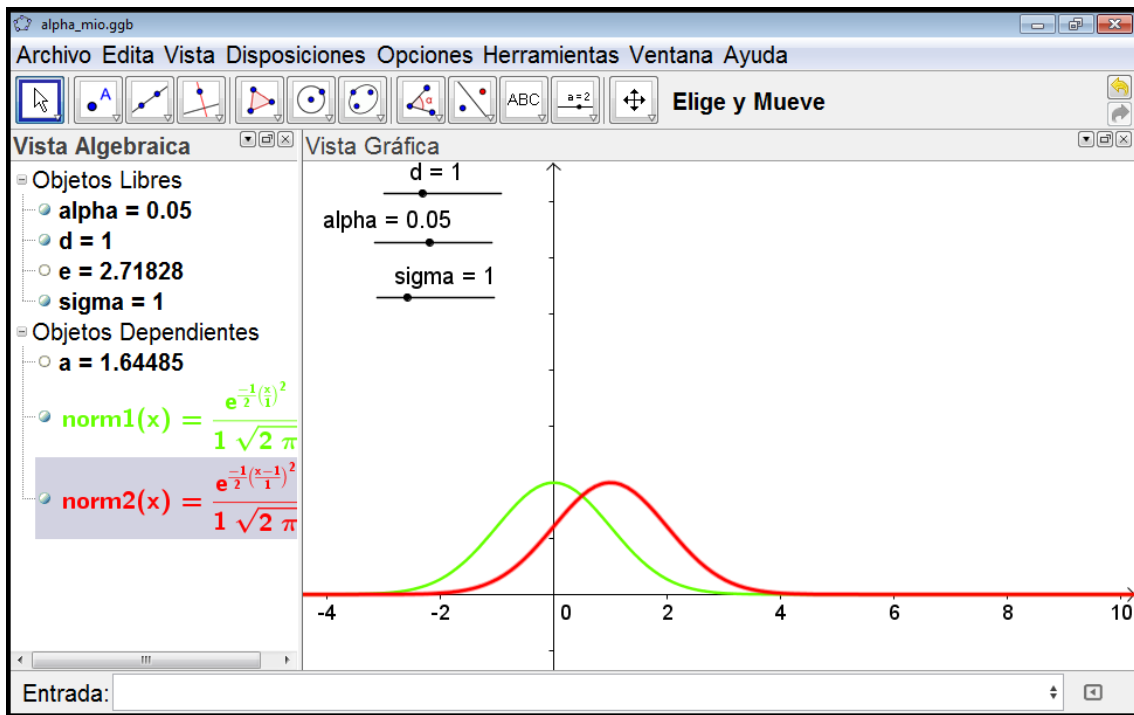 alpha_mio.ggb
Archivo Edita Vista Disposiciones Opciones Herramientas Ventana Ayuda
A α ABC a=2 Elige y Mueve
Vista Algebraica
Vista Gráfica
Objetos Libres
alpha = 0.05
d = 1
e = 2.71828
sigma = 1
Objetos Dependientes
a = 1.64485
norm1(x) = e^(-1/2 (x/1)^2) / 1 √2 π
norm2(x) = e^(-1/2 ((x-1)/1)^2) / 1 √2 π
d = 1
alpha = 0.05
sigma = 1
-4 -2 0 2 4 6 8 10
Entrada: